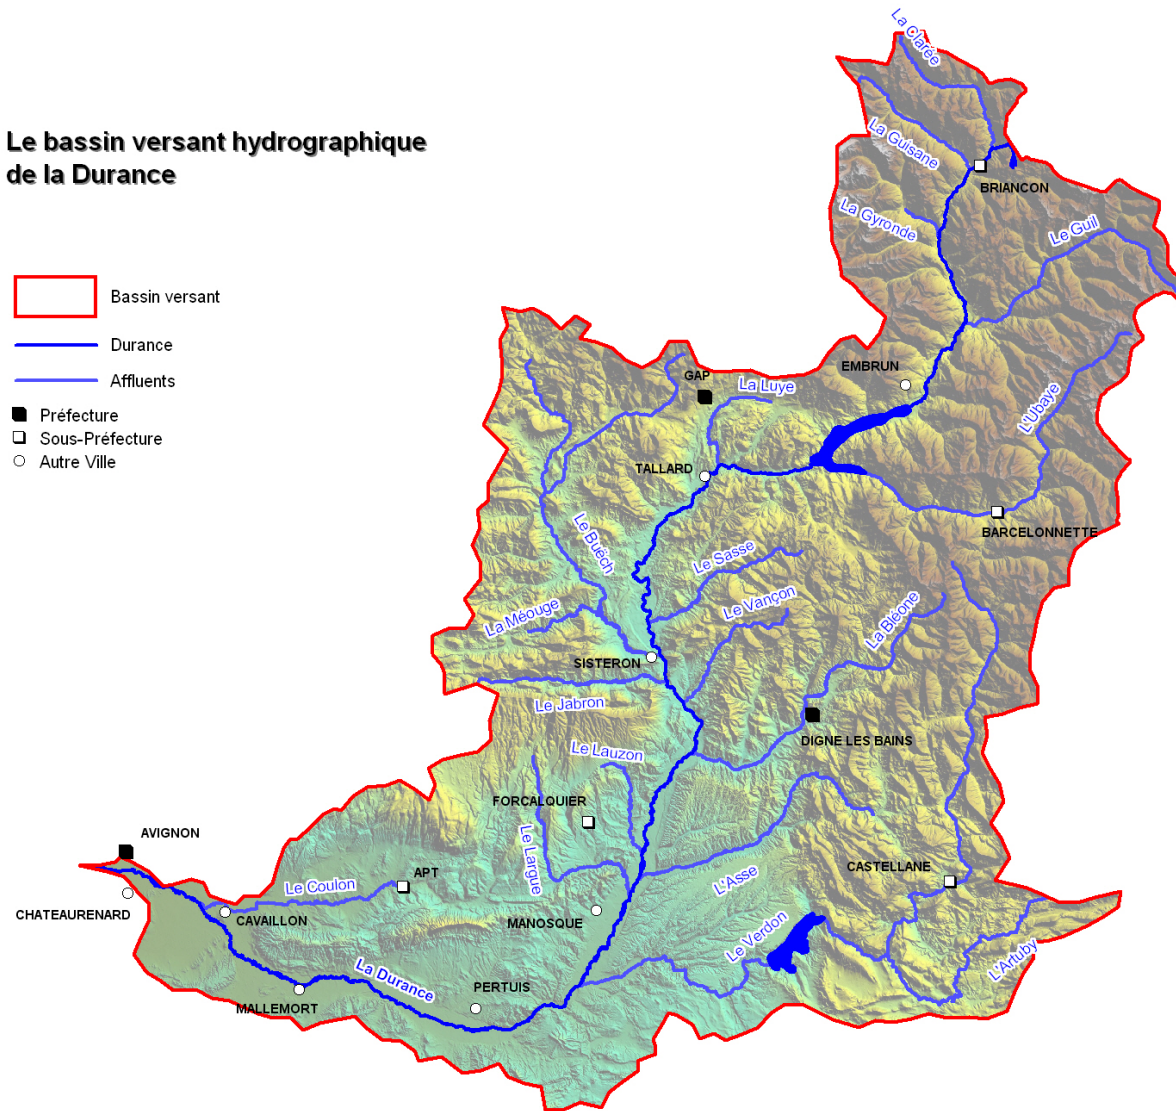 Le bassin versant hydrographique
de la Durance
Bassin versant
Durance
Affluents
Préfecture
Sous-Préfecture
Autre Ville
La Clarée
La Guisane
BRIANCON
La Gyronde
Le Guil
EMBRUN
GAP
La Luye
L'Ubaye
TALLARD
BARCELONNETTE
Le Buëch
Le Sasse
La Méouge
Le Vançon
La Bléone
SISTERON
Le Jabron
DIGNE LES BAINS
Le Lauzon
FORCALQUIER
AVIGNON
Le Largue
APT
CASTELLANE
Le Coulon
L'Asse
CHATEAURENARD
CAVAILLON
MANOSQUE
Le Verdon
L'Artuby
La Durance
PERTUIS
MALLEMORT